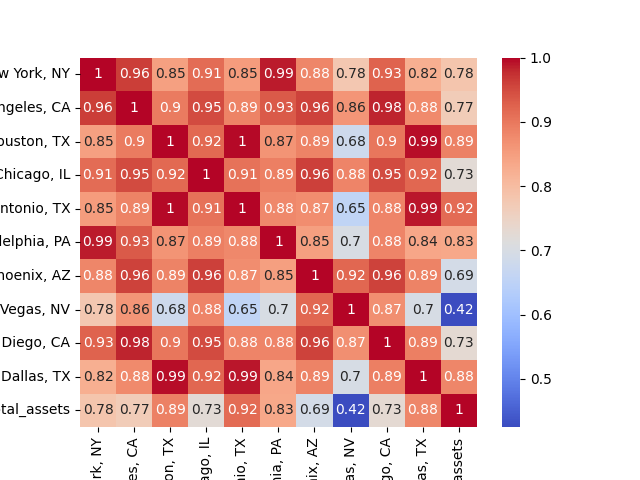 w York, NY 1 0.96 0.85 0.91 0.85 0.99 0.88 0.78 0.93 0.82 0.78
ngeles, CA 0.96 1 0.9 0.95 0.89 0.93 0.96 0.86 0.98 0.88 0.77
ouston, TX 0.85 0.9 1 0.92 1 0.87 0.89 0.68 0.9 0.99 0.89
Chicago, IL 0.91 0.95 0.92 1 0.91 0.89 0.96 0.88 0.95 0.92 0.73
ntonio, TX 0.85 0.89 1 0.91 1 0.88 0.87 0.65 0.88 0.99 0.92
delphia, PA 0.99 0.93 0.87 0.89 0.88 1 0.85 0.7 0.88 0.84 0.83
hoenix, AZ 0.88 0.96 0.89 0.96 0.87 0.85 1 0.92 0.96 0.89 0.69
Vegas, NV 0.78 0.86 0.68 0.88 0.65 0.7 0.92 1 0.87 0.7 0.42
Diego, CA 0.93 0.98 0.9 0.95 0.88 0.88 0.96 0.87 1 0.89 0.73
Dallas, TX 0.82 0.88 0.99 0.92 0.99 0.84 0.89 0.7 0.89 1 0.88
tal_assets 0.78 0.77 0.89 0.73 0.92 0.83 0.69 0.42 0.73 0.88 1
rk, NY
es, CA
on, TX
ago, IL
nio, TX
hia, PA
nix, AZ
as, NV
go, CA
as, TX
assets
1.0
0.9
0.8
0.7
0.6
0.5